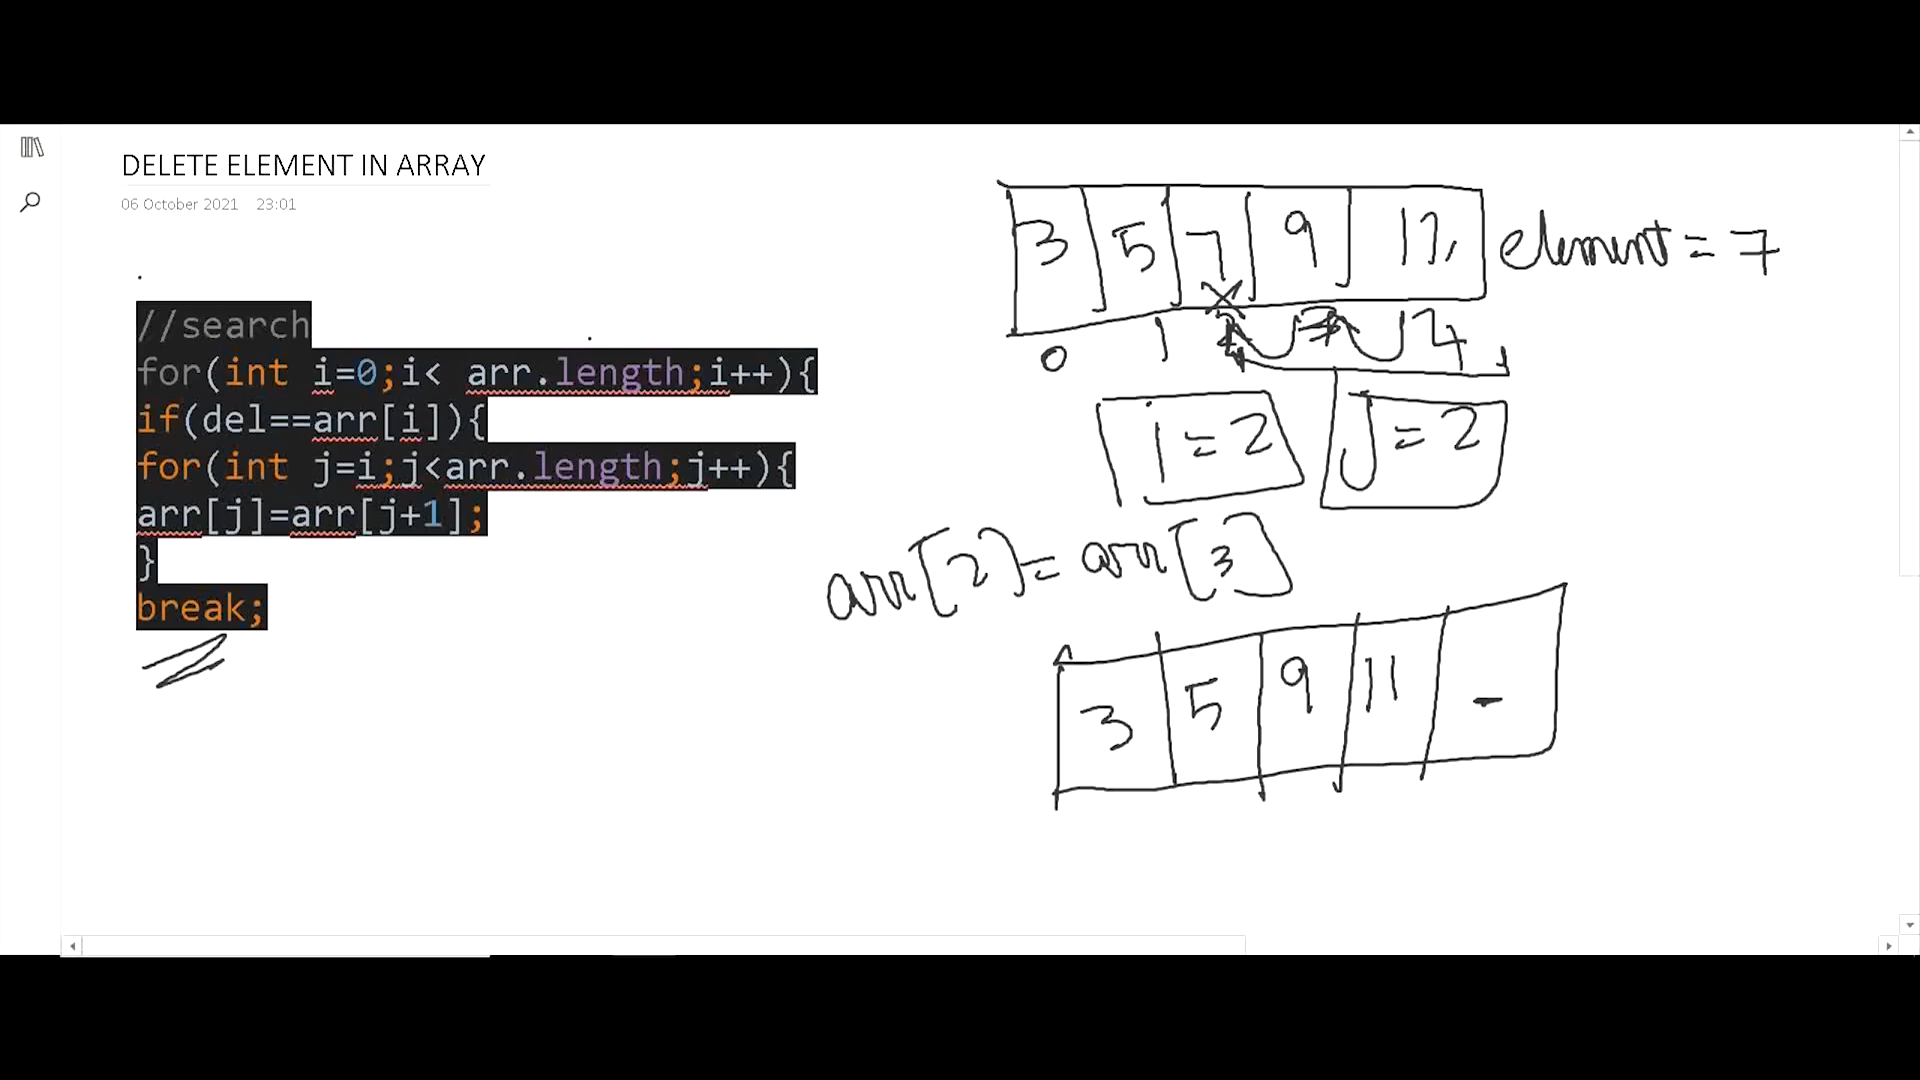 DELETE ELEMENT IN ARRAY
06 October 2021 23:01
//search
for(int i=0;i< arr.length;i++){
if(del==arr[i]){
for(int j=i;j<arr.length;j++){
arr[j]=arr[j+1];
}
break;
3 5 7 9 11, element = 7
0 1 4
i = 2 J = 2
arr[2] = arr[3]
3 5 9 11 -